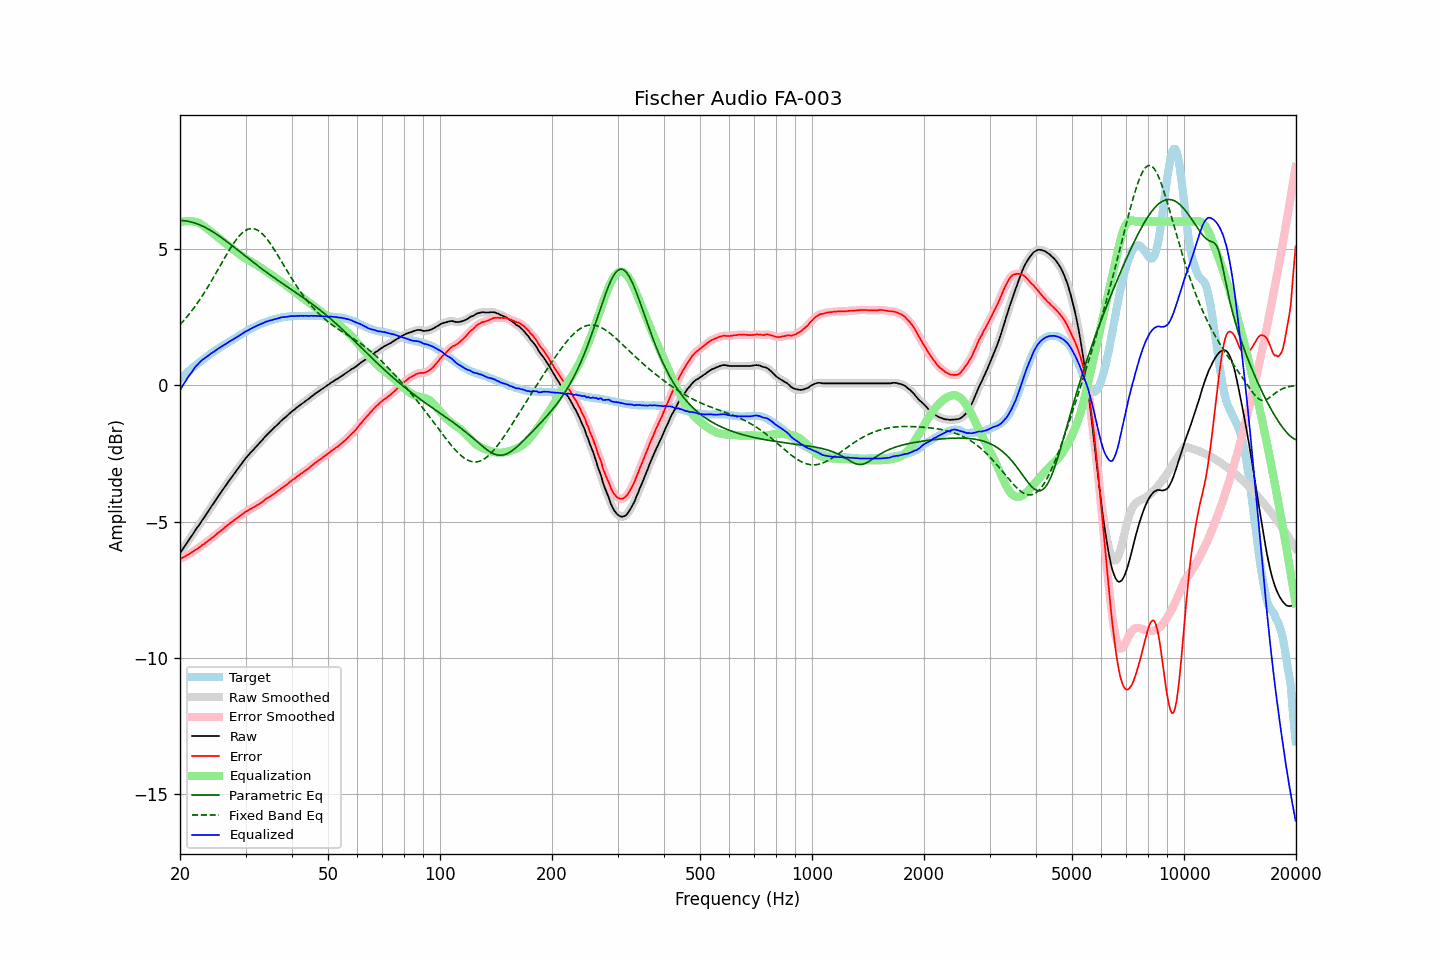 Fischer Audio FA-003
Amplitude (dBr)
5
0
−5
−10
−15
Target
Raw Smoothed
Error Smoothed
Raw
Error
Equalization
Parametric Eq
Fixed Band Eq
Equalized
20 50 100 200 500 1000 2000 5000 10000 20000
Frequency (Hz)